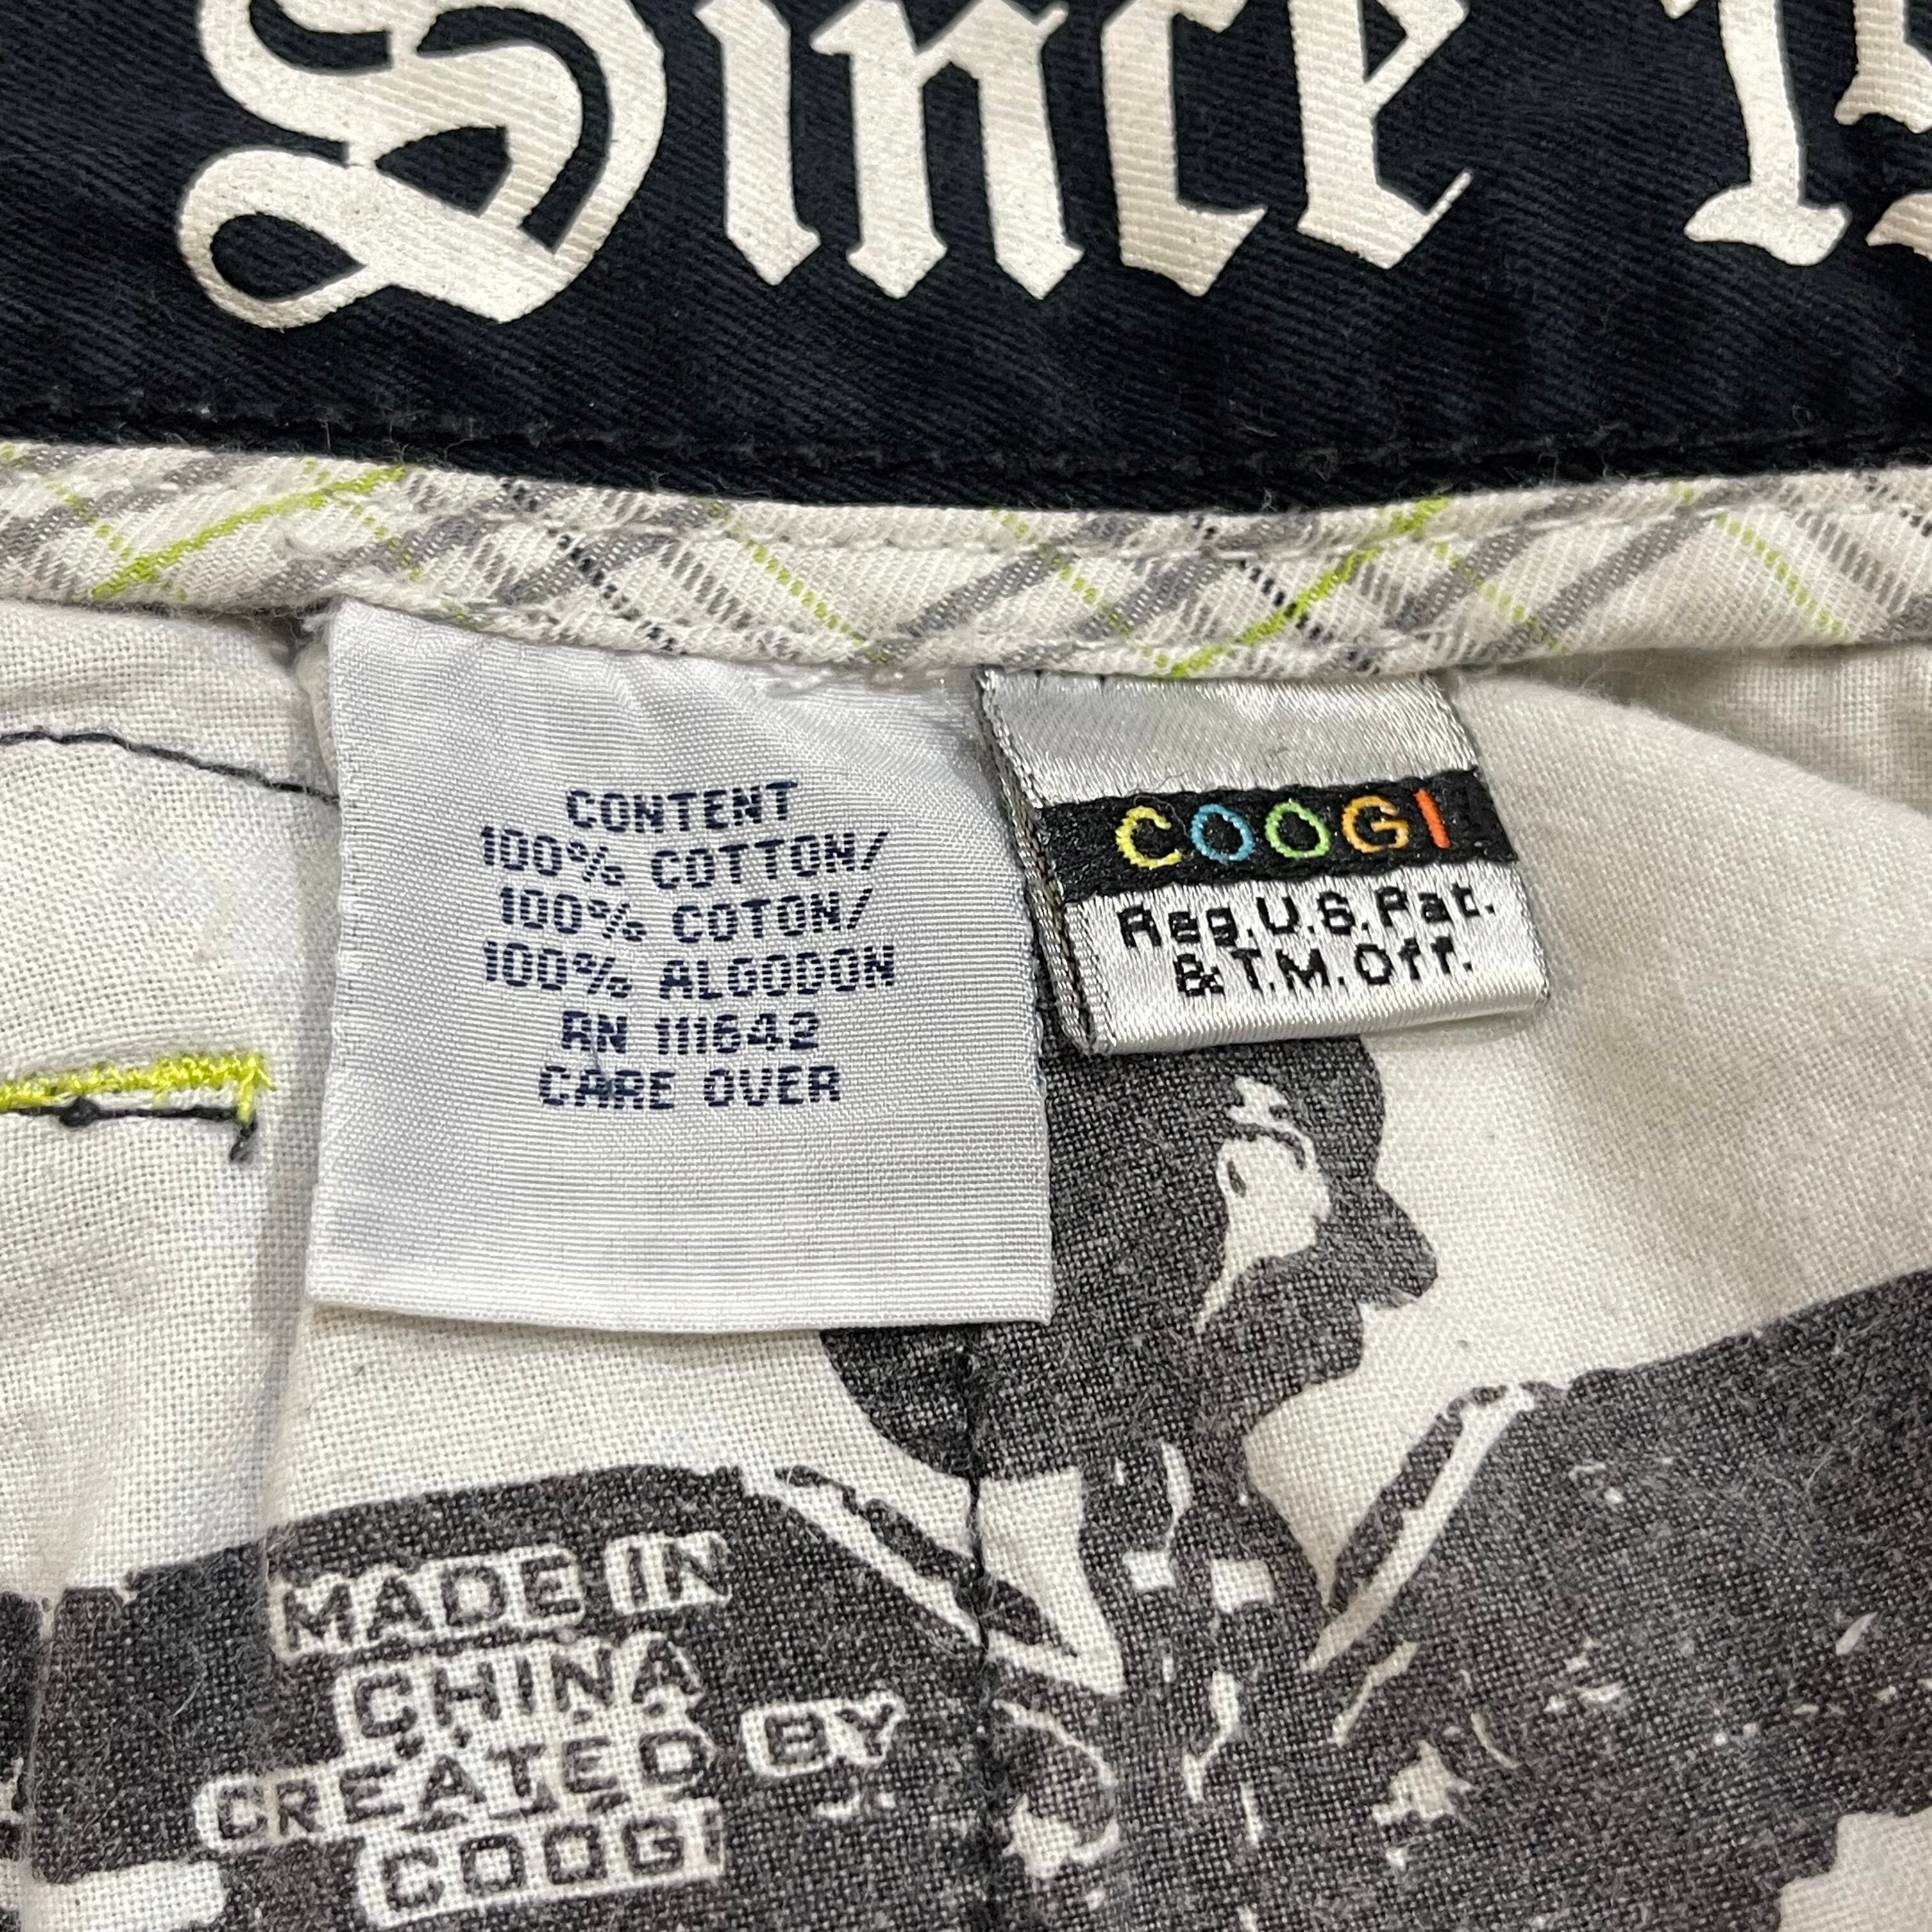 Since 19
CONTENT
100% COTTON/
100% COTON/
100% ALGODON
RN 111642
CARE OVER
COOGI
Reg.U.S.Pat.
&T.M.Off.
MADE IN
CHINA
CREATED BY
COOGI